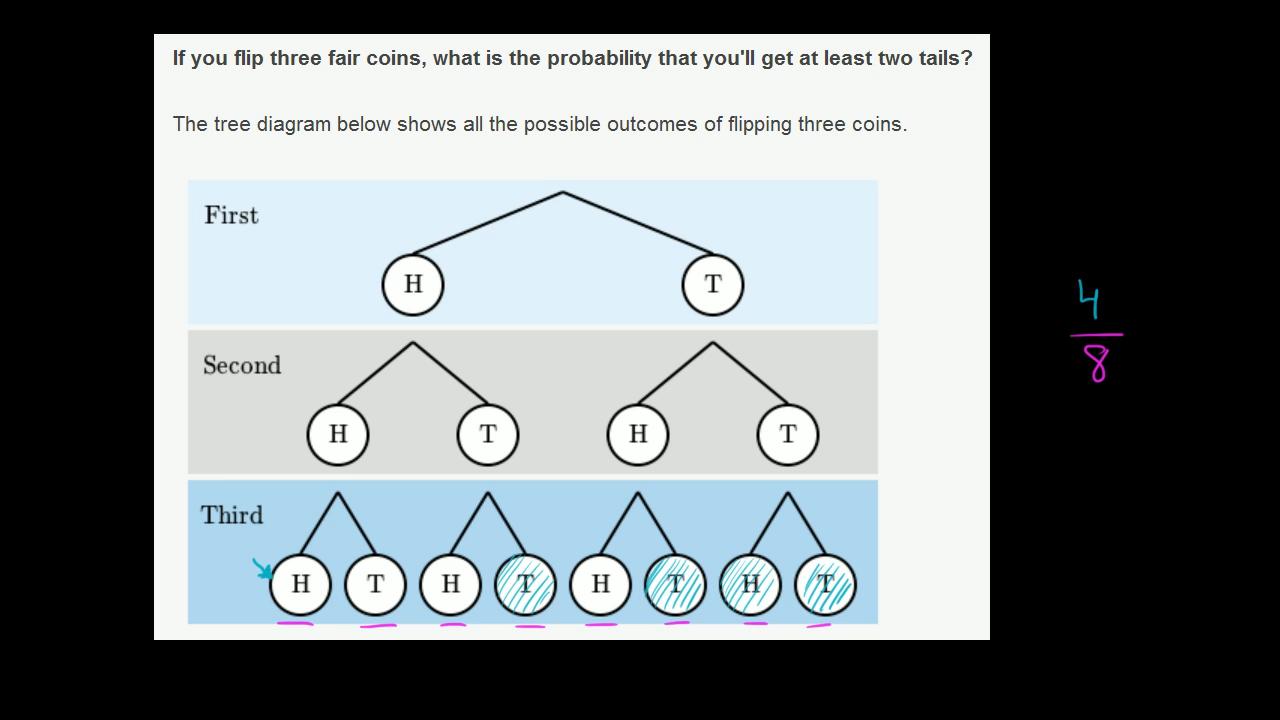 If you flip three fair coins, what is the probability that you'll get at least two tails?
The tree diagram below shows all the possible outcomes of flipping three coins.
First
H T
Second
H T H T
Third
H T H T H T H T
4
8